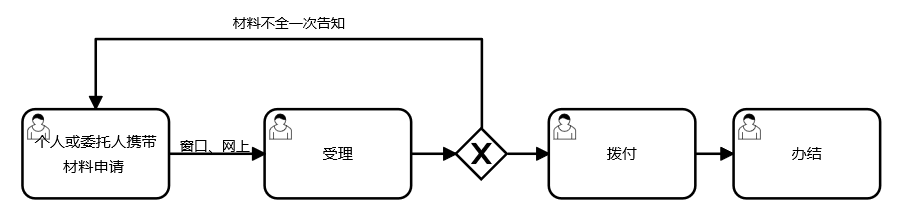 材料不全一次告知
个人或委托人携带
材料申请
窗口、网上
受理
X
拨付
办结